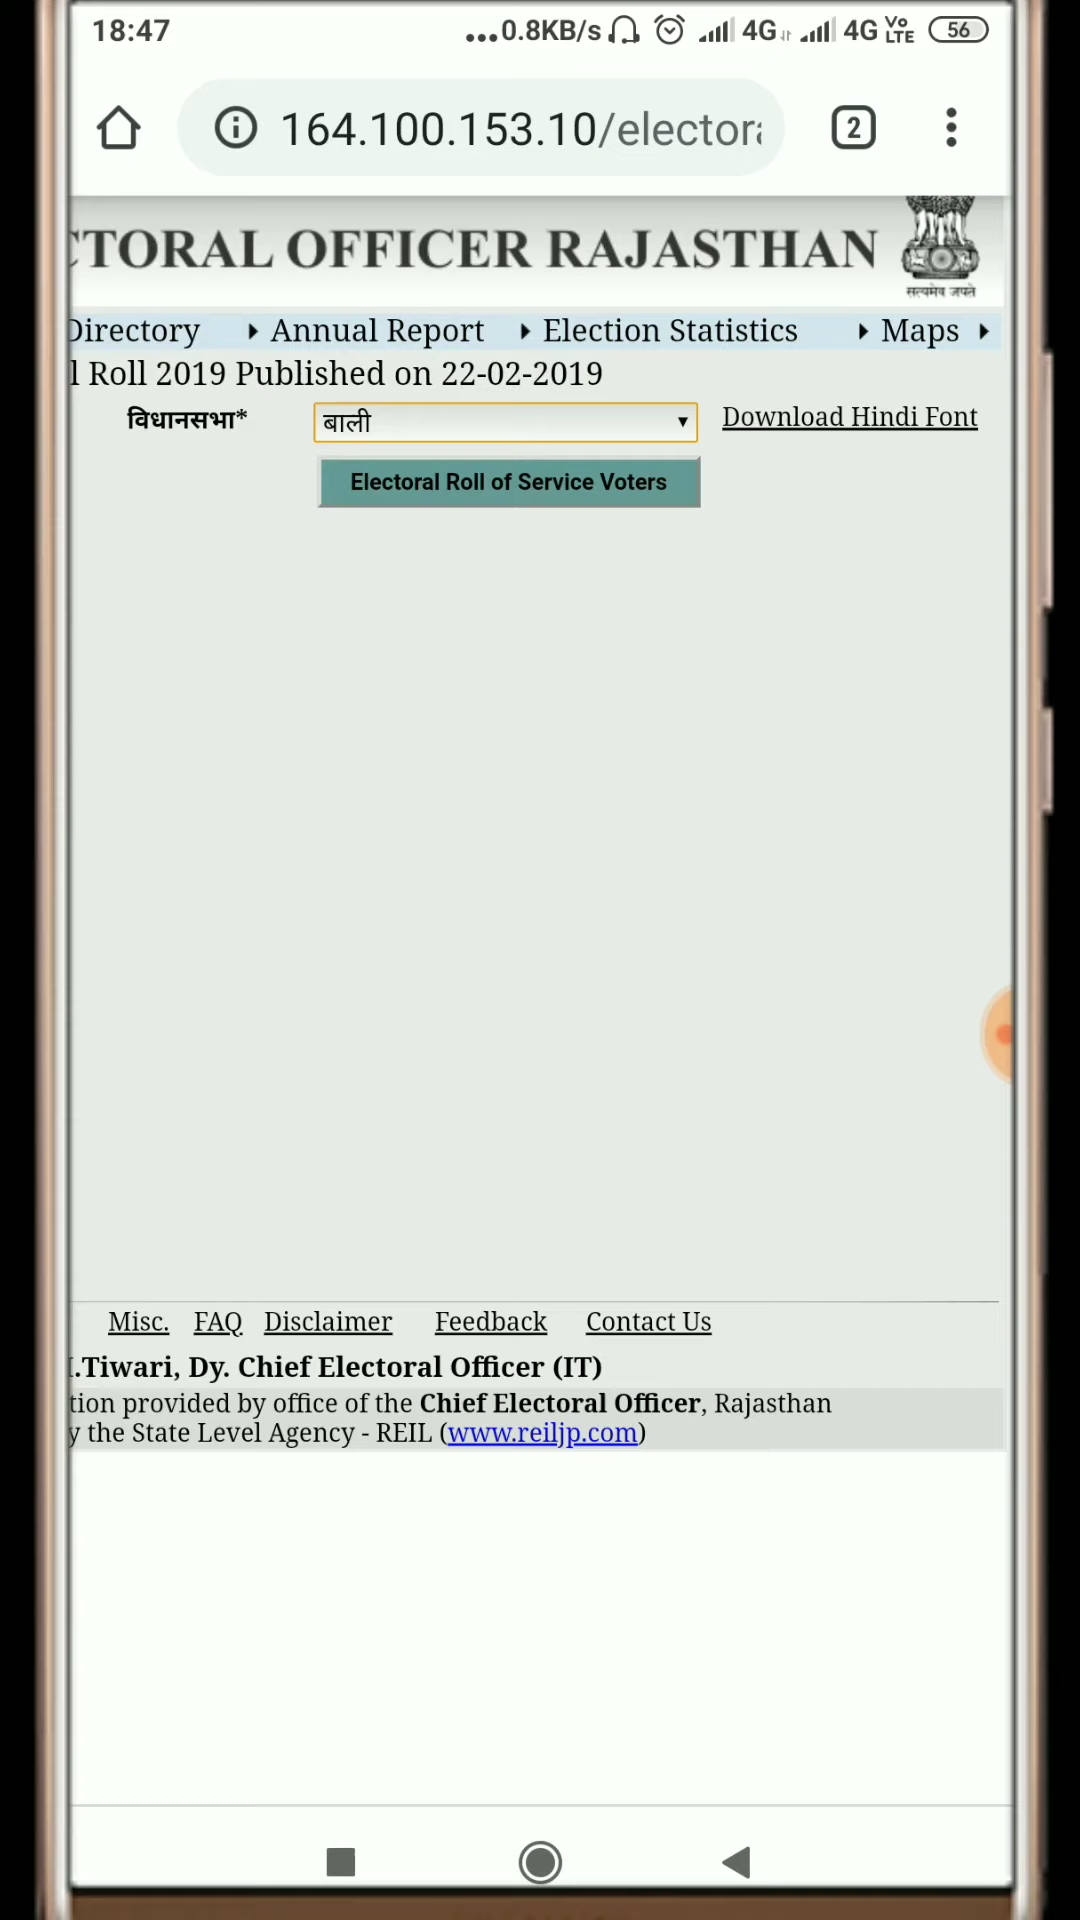 18:47 ...0.8KB/s 4G 4G Vo LTE 56
164.100.153.10/elector
CTORAL OFFICER RAJASTHAN
सत्यमेव जयते
Directory Annual Report Election Statistics Maps
l Roll 2019 Published on 22-02-2019
विधानसभा* बाली Download Hindi Font
Electoral Roll of Service Voters
Misc. FAQ Disclaimer Feedback Contact Us
.Tiwari, Dy. Chief Electoral Officer (IT)
tion provided by office of the Chief Electoral Officer, Rajasthan
y the State Level Agency - REIL (www.reiljp.com)